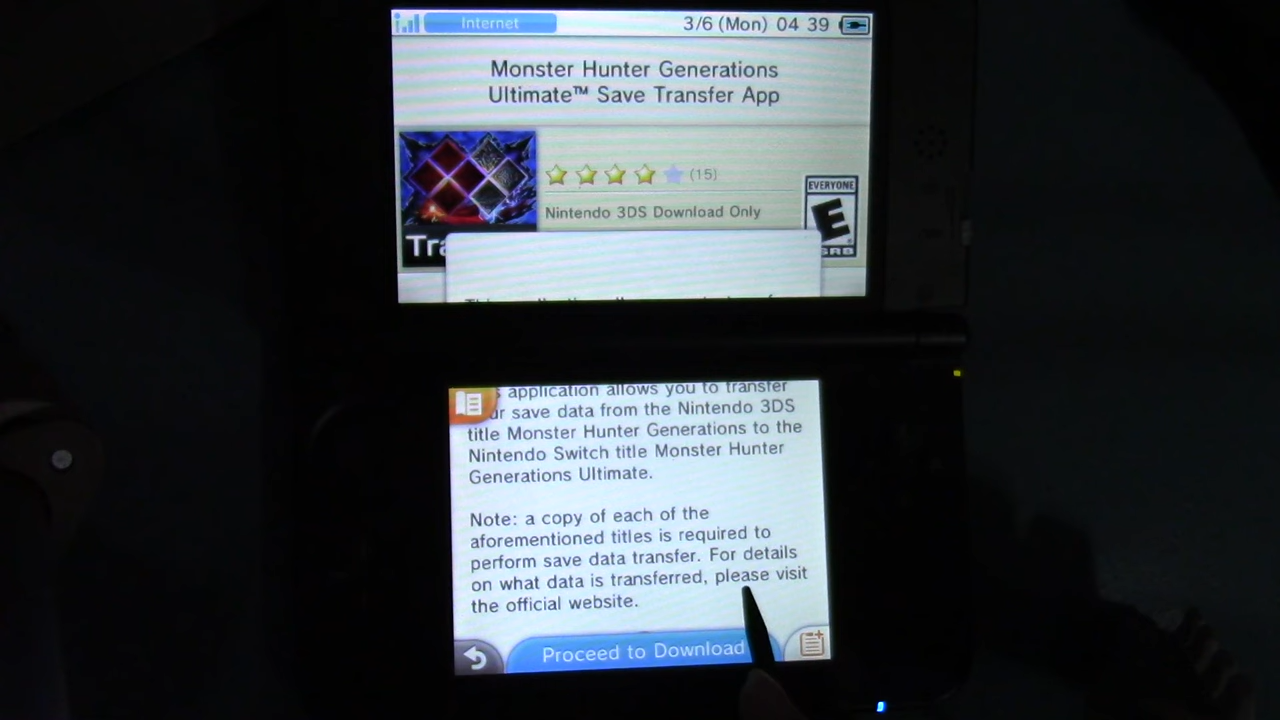 Internet
3/6 (Mon) 04 39
Monster Hunter Generations
Ultimate™ Save Transfer App
(15)
Nintendo 3DS Download Only
EVERYONE
E
application allows you to transfer
save data from the Nintendo 3DS
title Monster Hunter Generations to the
Nintendo Switch title Monster Hunter
Generations Ultimate.
Note: a copy of each of the
aforementioned titles is required to
perform save data transfer. For details
on what data is transferred, please visit
the official website.
Proceed to Download